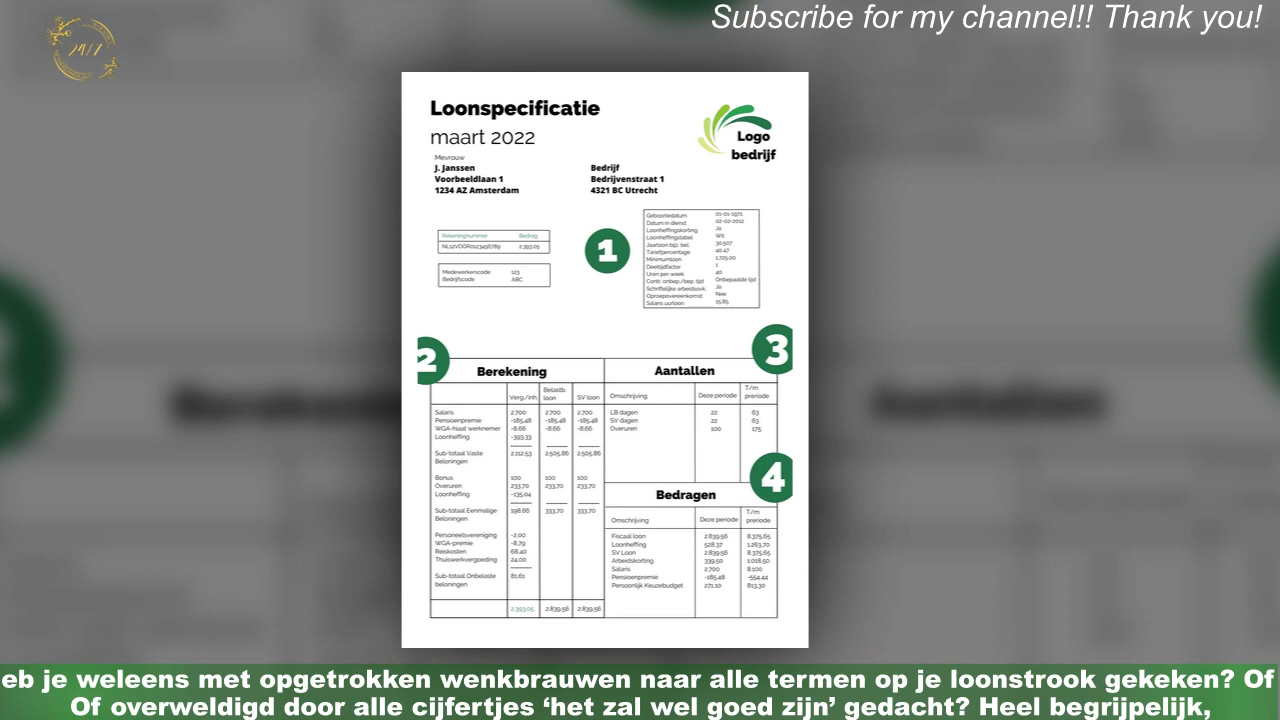 Subscribe for my channel!! Thank you!
24/7
Loonspecificatie
maart 2022
Logo
bedrijf
Mevrouw
J. Janssen
Voorbeeldlaan 1
1234 AZ Amsterdam
Bedrijf
Bedrijvenstraat 1
4321 BC Utrecht
Rekeningnummer Bedrag
2.393,05
Medewerkerscode 123
Bedrijfscode ABC
1
Geboortedatum 01-01-1971
Datum in dienst 02-02-2012
Loonheffingskorting Ja
Loonheffingstabel Wit
Jaarloon bijz. bel. 30.507
Tariefpercentage 40,47
Minimumloon 1.725,00
Deeltijdfactor 1
Uren per week 40
Contr. onbep./bep. tijd Onbepaalde tijd
Schriftelijke arbeidsovk. Ja
Oproepovereenkomst Nee
Salaris uurloon 15,85
2
Berekening
Verg./inh. Belastb. loon SV loon
Salaris 2.700 2.700 2.700
Pensioenpremie -185,48 -185,48 -185,48
WGA-hiaat werknemer -8.66 -8.66 -8.66
Loonheffing -393,33
Sub-totaal Vaste 2.112,53 2.505,86 2.505,86
Beloningen
Bonus 100 100 100
Overuren 233,70 233,70 233,70
Loonheffing -135,04
Sub-totaal Eenmalige 198.66 333,70 333,70
Beloningen
Personeelsvereniging -2,00
WGA-premie -8,79
Reiskosten 68,40
Thuiswerkvergoeding 24,00
Sub-totaal Onbelaste 81,61
beloningen
2.393,05 2.839,56 2.839,56
3
Aantallen
Omschrijving Deze periode T/m preriode
LB dagen 22 63
SV dagen 22 63
Overuren 100 175
4
Bedragen
Omschrijving Deze periode T/m preriode
Fiscaal loon 2.839,56 8.375,65
Loonheffing 528,37 1.263,70
SV Loon 2.839,56 8.375,65
Arbeidskorting 339,50 1.018,50
Salaris 2.700 8.100
Pensioenpremie -185,48 -554,44
Persoonlijk Keuzebudget 271,10 813,30
eb je weleens met opgetrokken wenkbrauwen naar alle termen op je loonstrook gekeken? Of
Of overweldigd door alle cijfertjes ‘het zal wel goed zijn’ gedacht? Heel begrijpelijk,